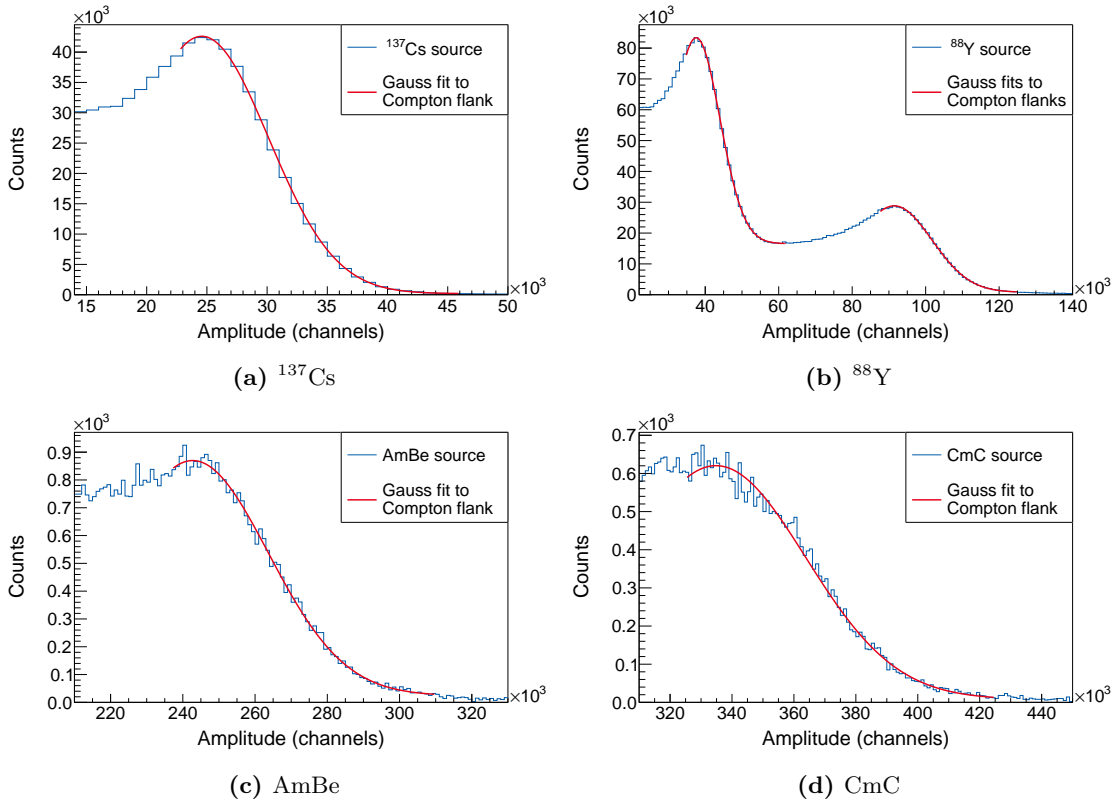 ×10³
Counts
40
35
30
25
20
15
10
5
0
¹³⁷Cs source
Gauss fit to
Compton flank
15 20 25 30 35 40 45 50
×10³
Amplitude (channels)
(a) ¹³⁷Cs
×10³
Counts
80
60
40
20
0
⁸⁸Y source
Gauss fits to
Compton flanks
40 60 80 100 120 140
×10³
Amplitude (channels)
(b) ⁸⁸Y
×10³
Counts
0.9
0.8
0.7
0.6
0.5
0.4
0.3
0.2
0.1
0.0
AmBe source
Gauss fit to
Compton flank
220 240 260 280 300 320
×10³
Amplitude (channels)
(c) AmBe
×10³
Counts
0.7
0.6
0.5
0.4
0.3
0.2
0.1
0.0
CmC source
Gauss fit to
Compton flank
320 340 360 380 400 420 440
×10³
Amplitude (channels)
(d) CmC